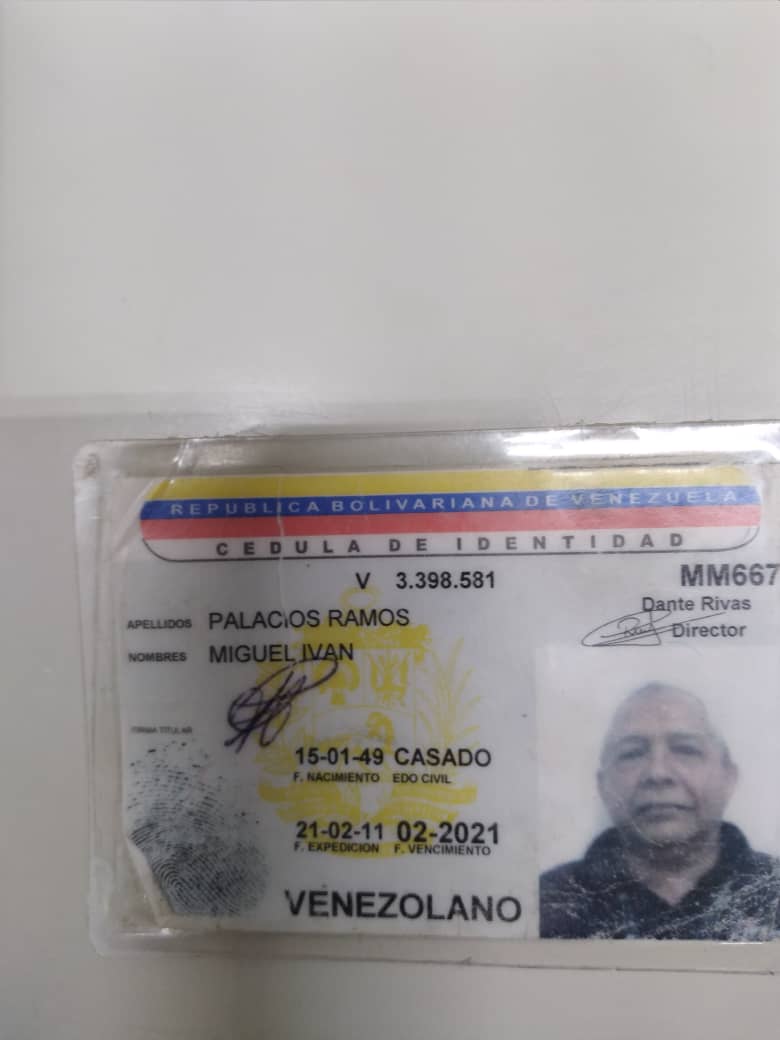 REPUBLICA BOLIVARIANA DE VENEZUELA
CEDULA DE IDENTIDAD
V 3.398.581 MM667
Dante Rivas
Director
APELLIDOS PALACIOS RAMOS
NOMBRES MIGUEL IVAN
FIRMA TITULAR
15-01-49 CASADO
F. NACIMIENTO EDO CIVIL
21-02-11 02-2021
F. EXPEDICION F. VENCIMIENTO
VENEZOLANO